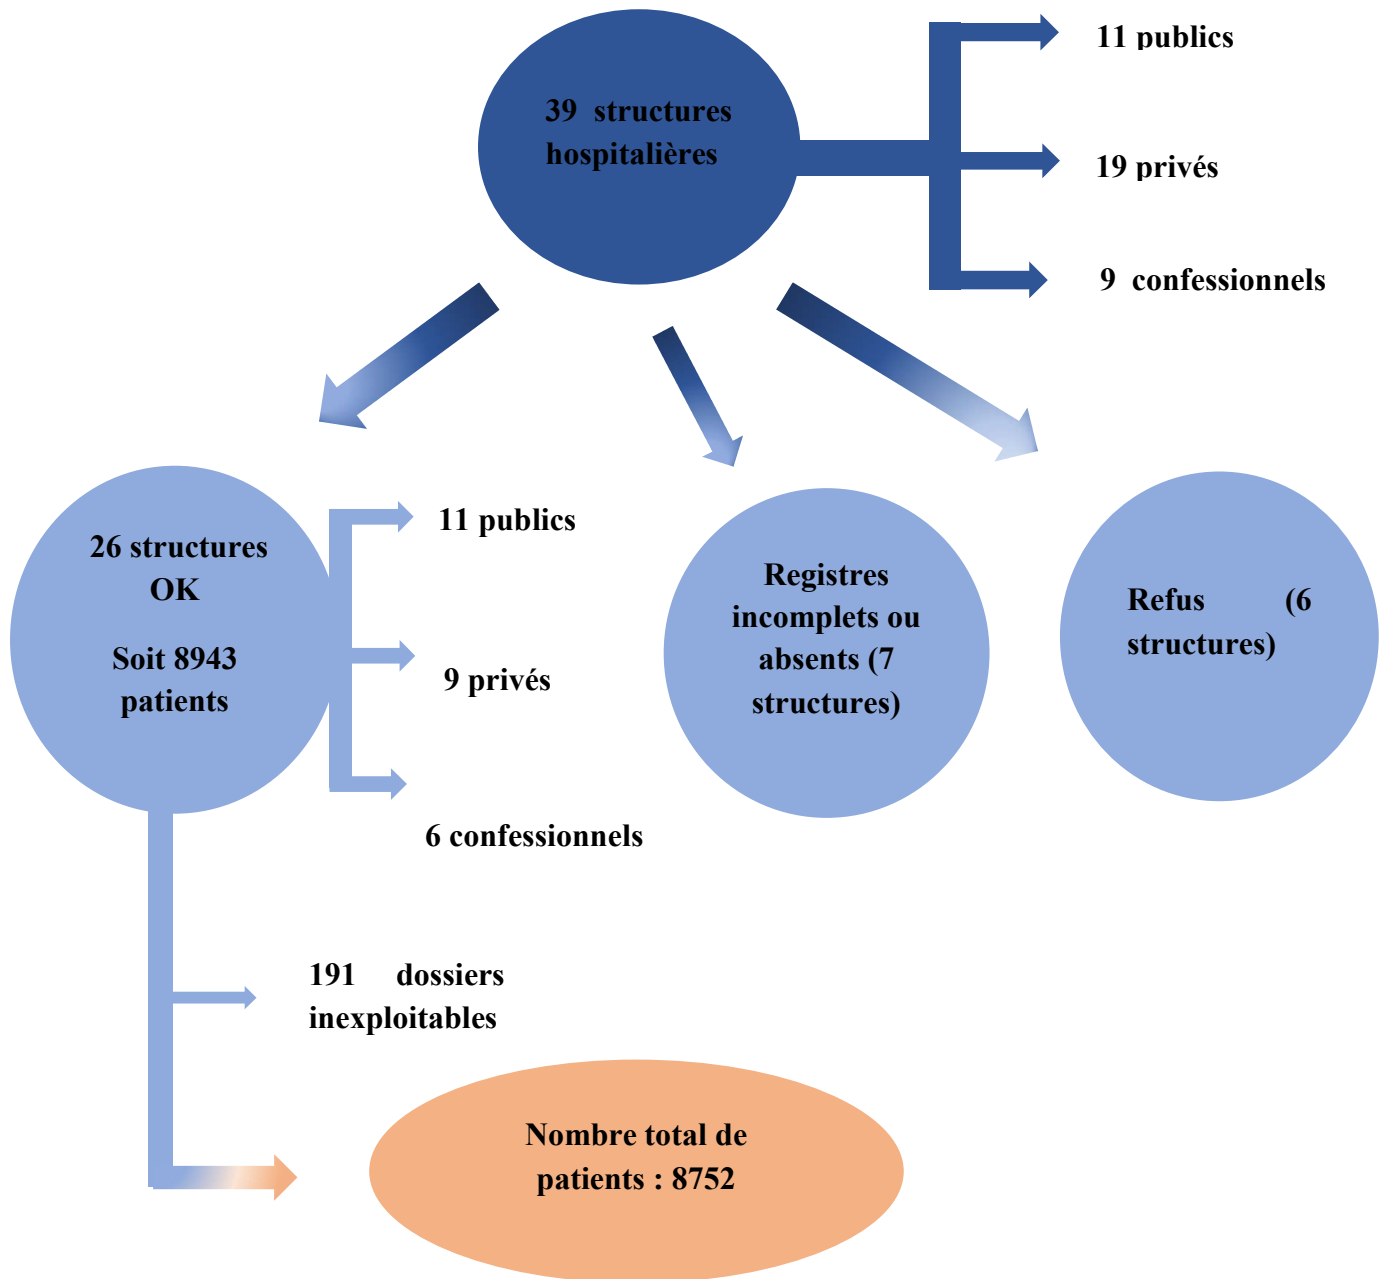 39 structures
hospitalières
11 publics
19 privés
9 confessionnels
26 structures
OK
Soit 8943
patients
11 publics
9 privés
6 confessionnels
Registres
incomplets ou
absents (7
structures)
Refus (6
structures)
191 dossiers
inexploitables
Nombre total de
patients : 8752